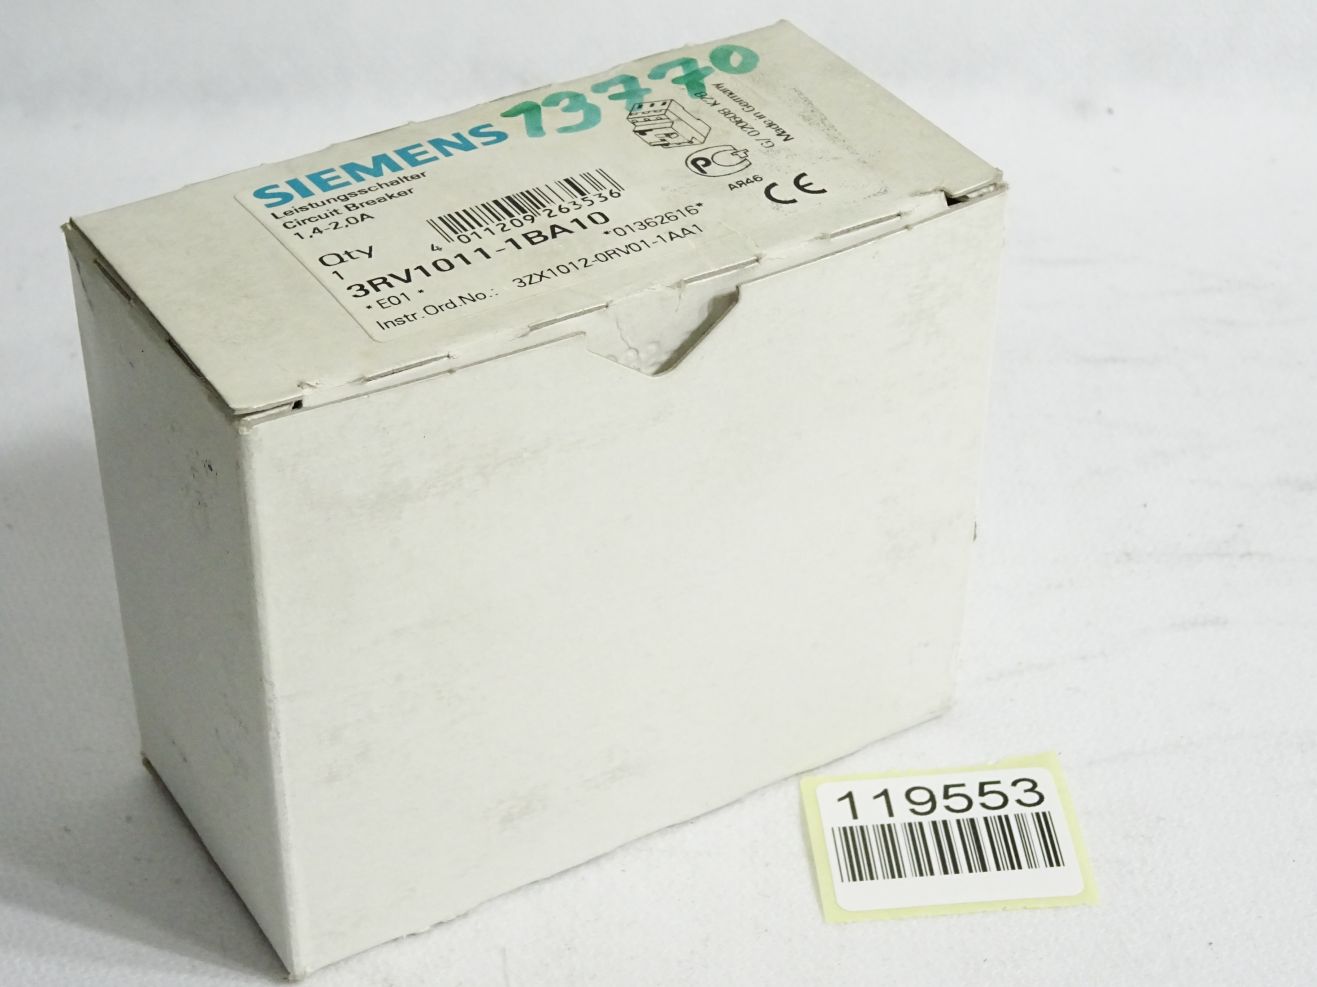 SIEMENS
73770
Leistungsschalter
Circuit Breaker
1,4-2,0A
Qty
1
4 011209 263536
3RV1011-1BA10
*E01 *
*01362616*
Instr.Ord.No.: 3ZX1012-0RV01-1AA1
Made in Germany
AR46
CE
119553